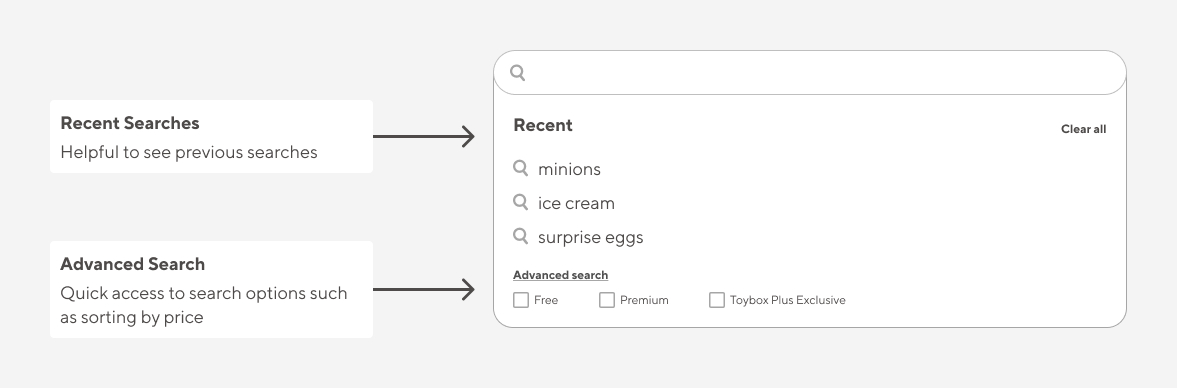 Recent Searches
Helpful to see previous searches
Advanced Search
Quick access to search options such
as sorting by price
Recent
Clear all
minions
ice cream
surprise eggs
Advanced search
Free
Premium
Toybox Plus Exclusive